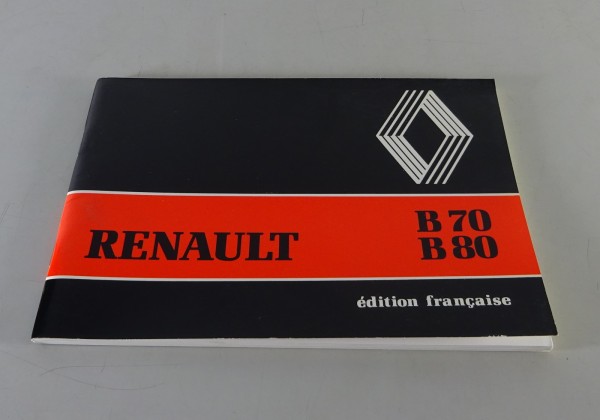 RENAULT
B 70
B 80
édition française